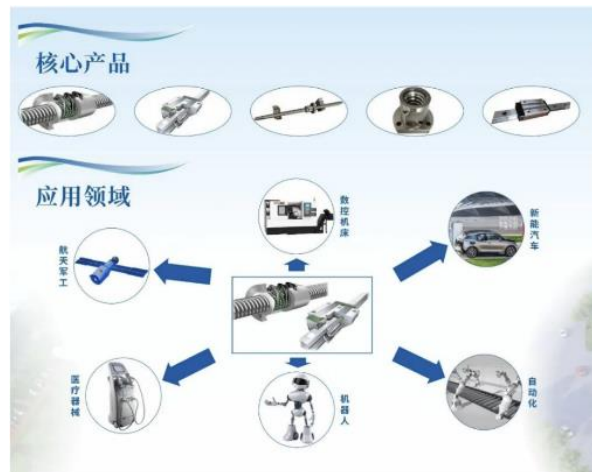 核心产品
应用领域
数控机床
新能汽车
航天军工
医疗器械
机器人
自动化